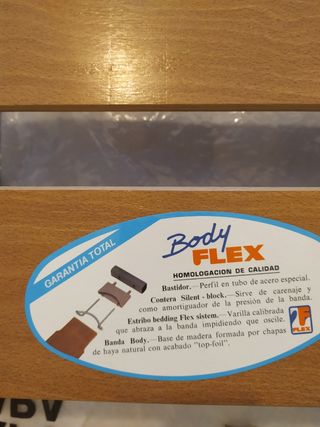 GARANTIA TOTAL
Body
FLEX
HOMOLOGACION DE CALIDAD
Bastidor.—Perfil en tubo de acero especial.
Contera Silent - block.—Sirve de carenaje y
como amortiguador de la presión de la banda.
Estribo bedding Flex sistem.—Varilla calibrada
que abraza a la banda impidiendo que oscile.
Banda Body.—Base de madera formada por chapas
de haya natural con acabado "top-foil".
FLEX